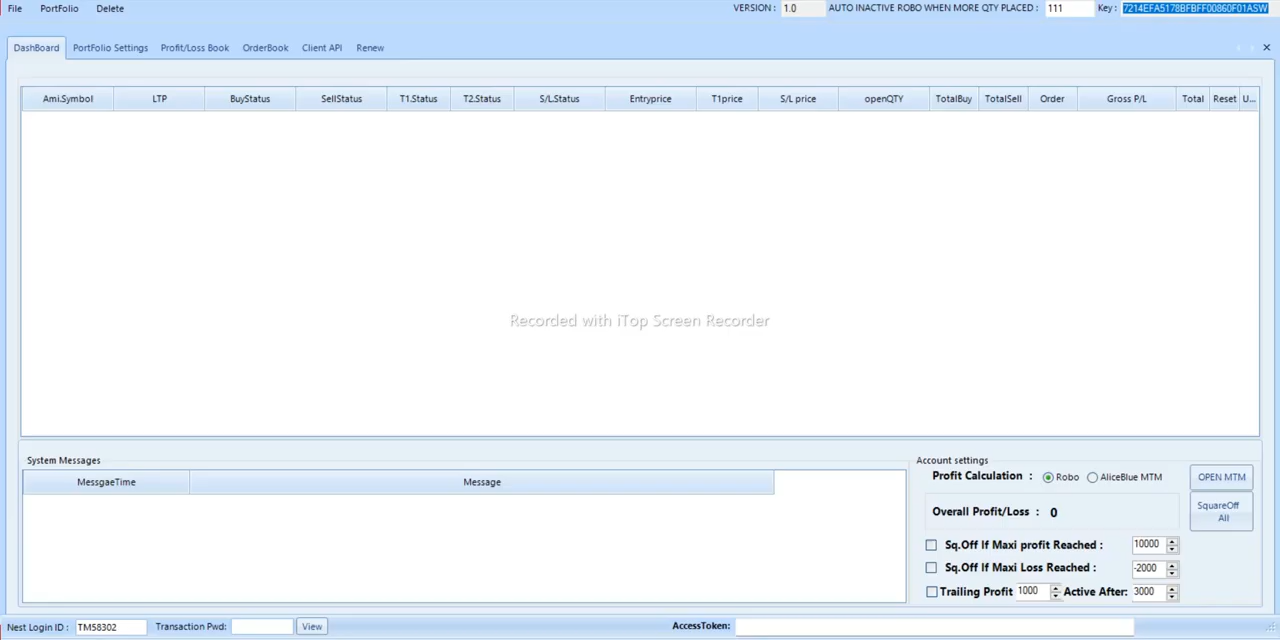 File PortFolio Delete VERSION : 1.0 AUTO INACTIVE ROBO WHEN MORE QTY PLACED : 111 Key : 7214EFA5178BFBFF00860F01ASW
DashBoard PortFolio Settings Profit/Loss Book OrderBook Client API Renew
Ami.Symbol LTP BuyStatus SellStatus T1.Status T2.Status S/L.Status Entryprice T1price S/L price openQTY TotalBuy TotalSell Order Gross P/L Total Reset U...
Recorded with iTop Screen Recorder
System Messages
MessgaeTime Message
Account settings
Profit Calculation : Robo AliceBlue MTM OPEN MTM
Overall Profit/Loss : 0 SquareOff All
Sq.Off If Maxi profit Reached : 10000
Sq.Off If Maxi Loss Reached : -2000
Trailing Profit 1000 Active After: 3000
Nest Login ID : TM58302 Transaction Pwd: View AccessToken: